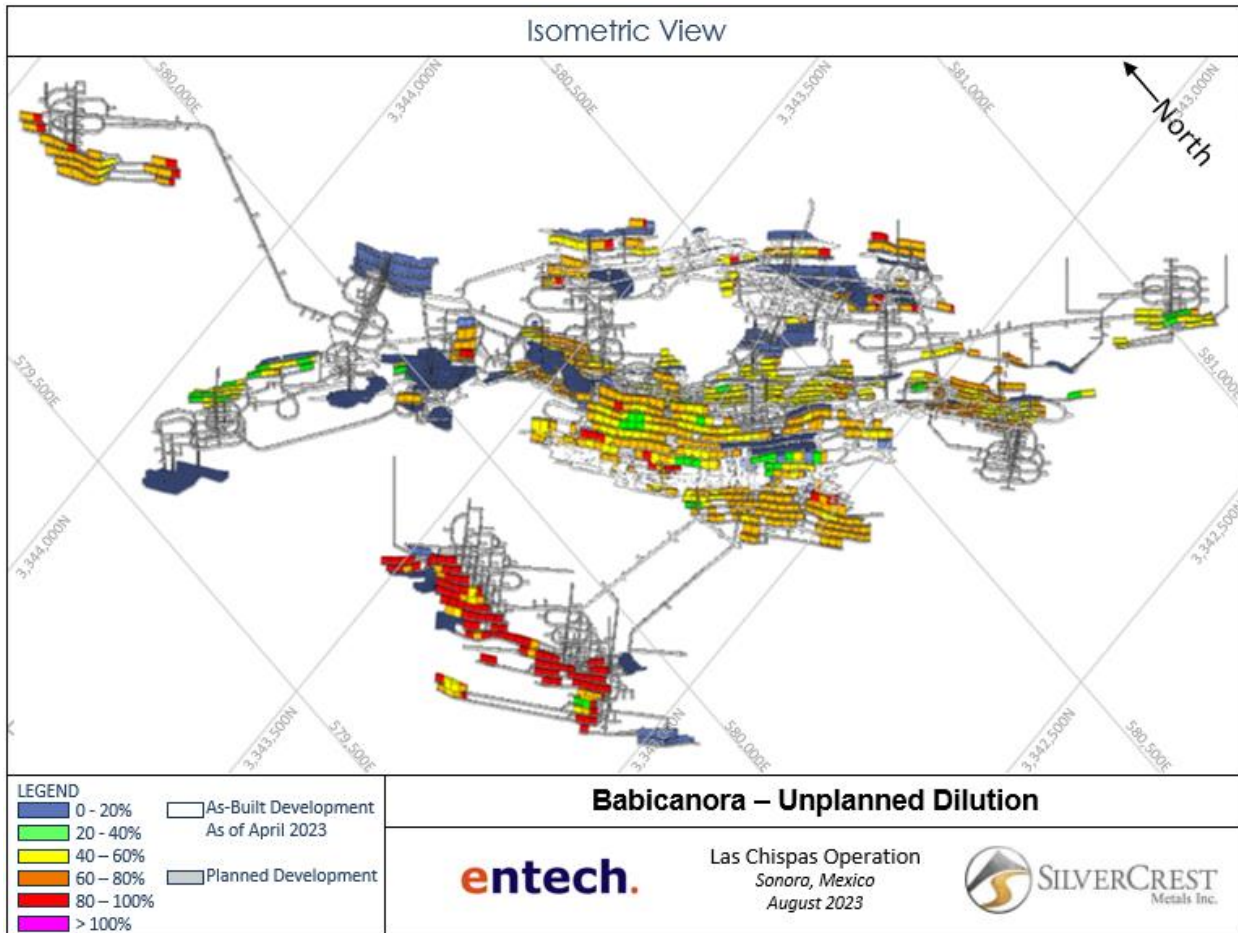 Isometric View
580,000E
3,344,000N
580,500E
3,343,500N
581,000E
3,343,000N
North
579,500E
581,000E
3,344,000N
3,342,500N
3,343,500N
579,500E
580,000E
3,342,500N
580,500E
LEGEND
0 - 20%
20 - 40%
40 – 60%
60 – 80%
80 – 100%
> 100%
As-Built Development
As of April 2023
Planned Development
Babicanora – Unplanned Dilution
entech.
Las Chispas Operation
Sonora, Mexico
August 2023
SILVERCREST
Metals Inc.